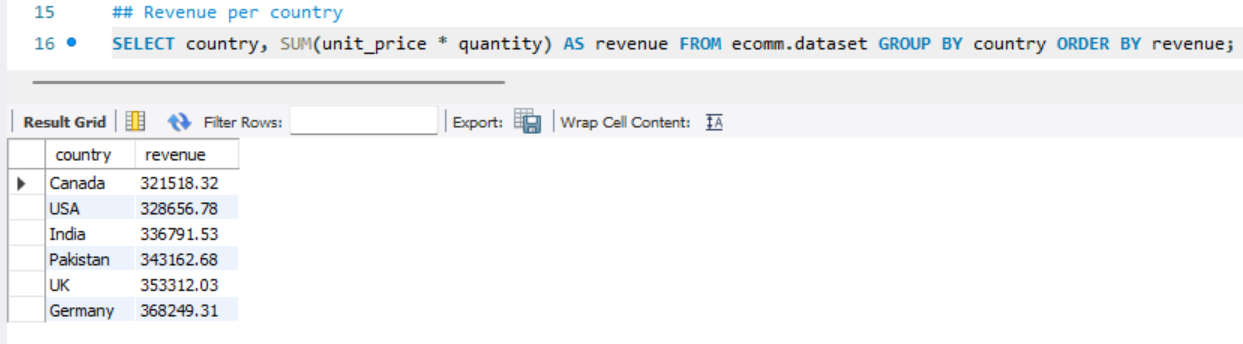 15 ## Revenue per country
16 SELECT country, SUM(unit_price * quantity) AS revenue FROM ecomm.dataset GROUP BY country ORDER BY revenue;
Result Grid Filter Rows: Export: Wrap Cell Content: IA
country revenue
Canada 321518.32
USA 328656.78
India 336791.53
Pakistan 343162.68
UK 353312.03
Germany 368249.31